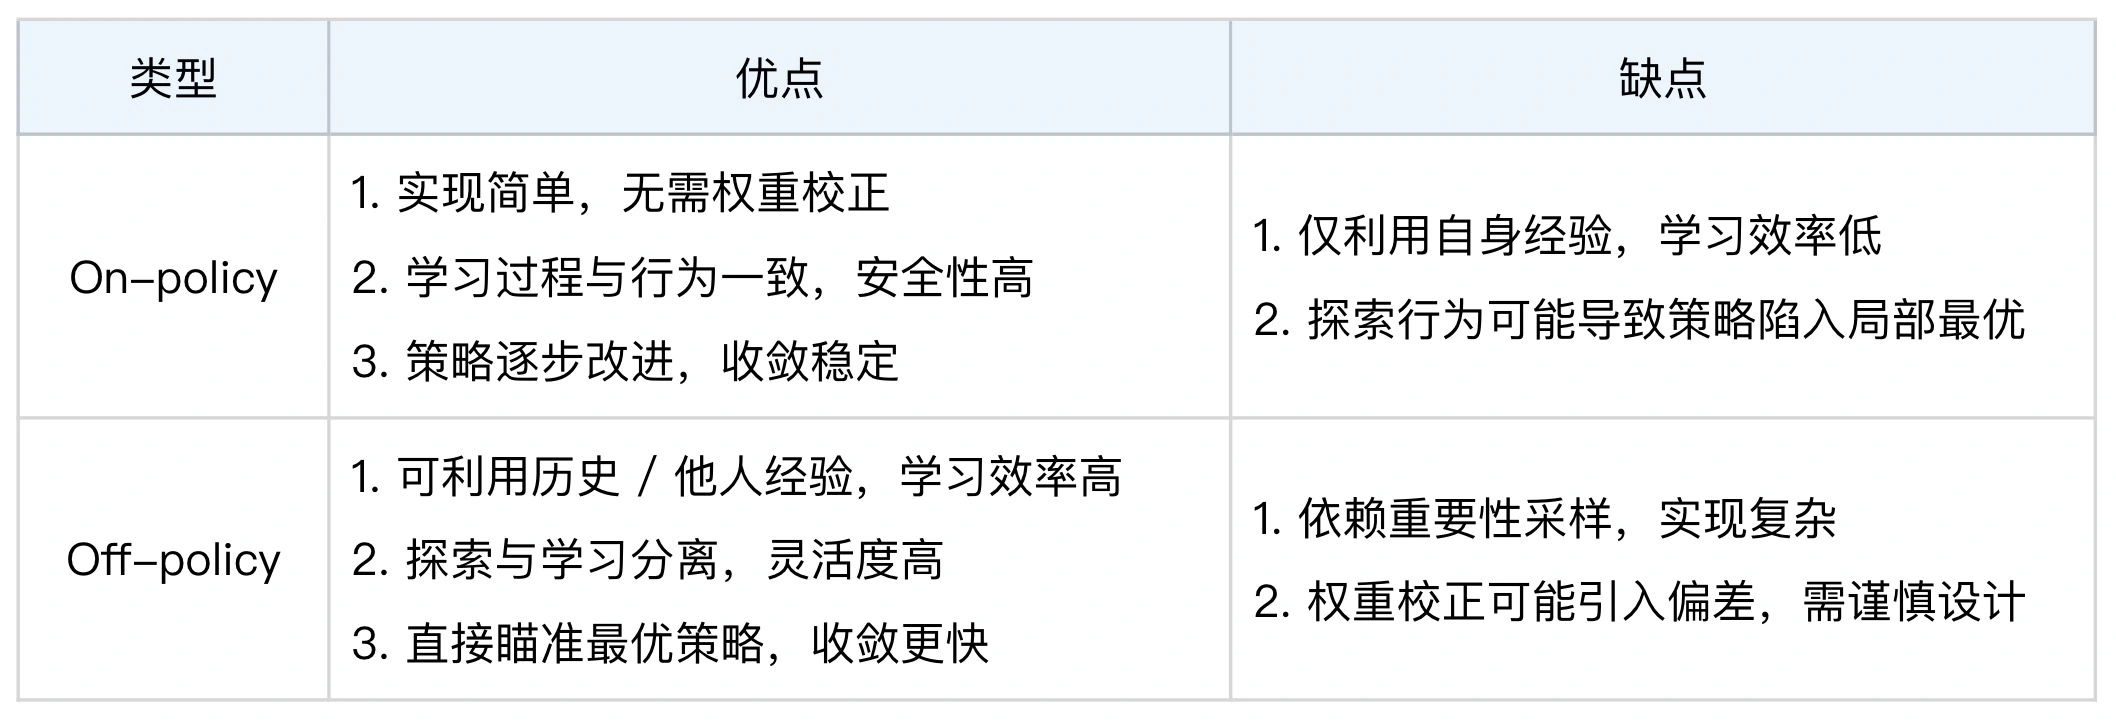 类型
优点
缺点
On-policy
1. 实现简单，无需权重校正
2. 学习过程与行为一致，安全性高
3. 策略逐步改进，收敛稳定
1. 仅利用自身经验，学习效率低
2. 探索行为可能导致策略陷入局部最优
Off-policy
1. 可利用历史 / 他人经验，学习效率高
2. 探索与学习分离，灵活度高
3. 直接瞄准最优策略，收敛更快
1. 依赖重要性采样，实现复杂
2. 权重校正可能引入偏差，需谨慎设计